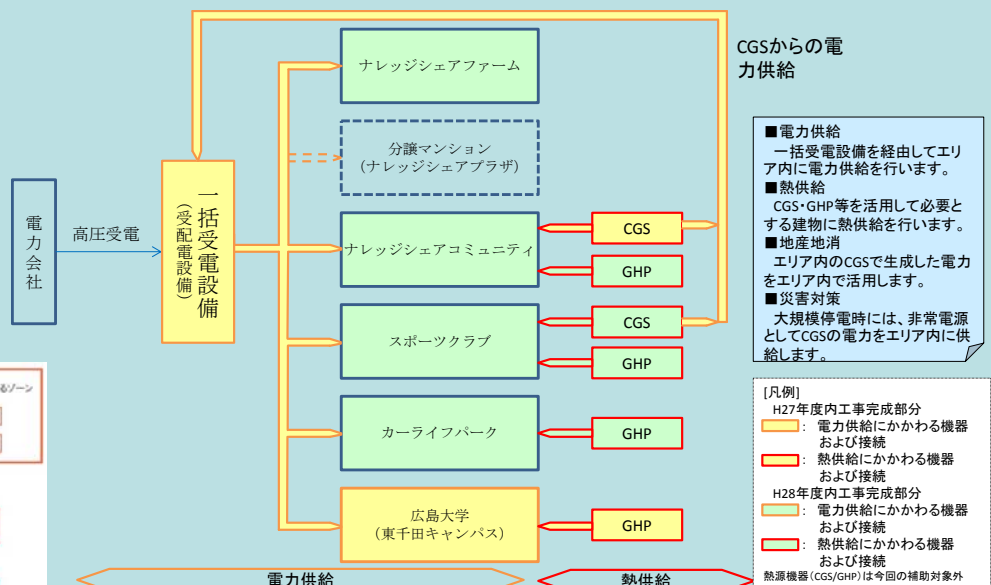 CGSからの電
力供給
ナレッジシェアファーム
分譲マンション
(ナレッジシェアプラザ)
電力会社
高圧受電
一括受電設備
(受配電設備)
ナレッジシェアコミュニティ
CGS
GHP
スポーツクラブ
CGS
GHP
カーライフパーク
GHP
広島大学
(東千田キャンパス)
GHP
電力供給
熱供給
■電力供給
一括受電設備を経由してエリ
ア内に電力供給を行います。
■熱供給
CGS・GHP等を活用して必要と
する建物に熱供給を行います。
■地産地消
エリア内のCGSで生成した電力
をエリア内で活用します。
■災害対策
大規模停電時には、非常電源
としてCGSの電力をエリア内に供
給します。
[凡例]
H27年度内工事完成部分
：電力供給にかかわる機器
および接続
：熱供給にかかわる機器
および接続
H28年度内工事完成部分
：電力供給にかかわる機器
および接続
：熱供給にかかわる機器
および接続
熱源機器(CGS/GHP)は今回の補助対象外
るゾーン